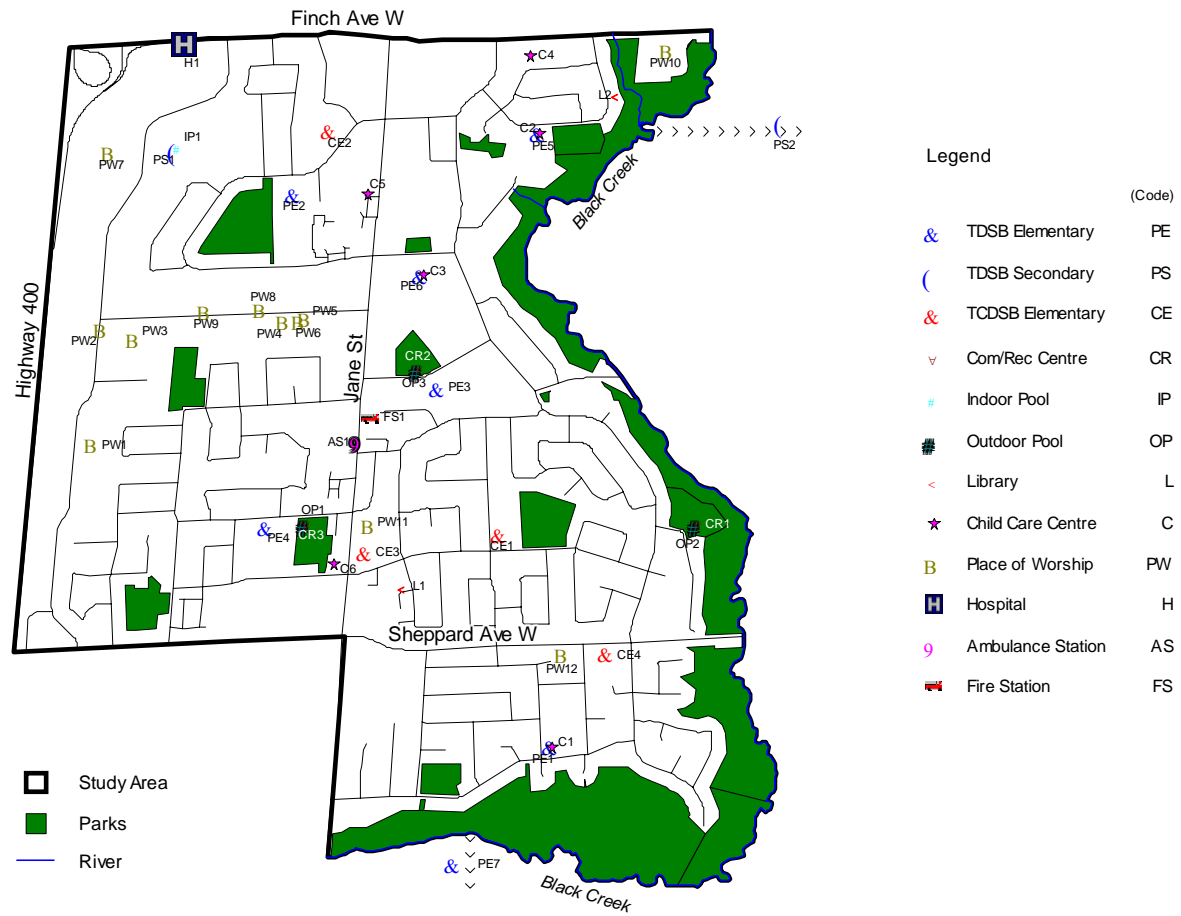 Finch Ave W
H
H1
C4
B
PW10
L2
<
&
CE2
C2
&
PE5
(
PS2
IP1
B
PW7
PS1
(
#
C5
&
PE2
Black Creek
C3
&
PE6
Highway 400
PW8
B
PW5
B
PW9
B
PW4
B
B
PW6
B
PW2
B
PW3
Jane St
CR2
OP3
&
PE3
FS1
AS1
9
B
PW1
OP1
&
PE4
CR3
B
PW11
&
CE3
&
CE1
CR1
OP2
C6
<
L1
Sheppard Ave W
B
PW12
&
CE4
C1
&
PE1
&
PE7
Black Creek
Study Area
Parks
River
Legend
(Code)
& TDSB Elementary PE
( TDSB Secondary PS
& TCDSB Elementary CE
Com/Rec Centre CR
# Indoor Pool IP
Outdoor Pool OP
< Library L
Child Care Centre C
B Place of Worship PW
H Hospital H
9 Ambulance Station AS
Fire Station FS